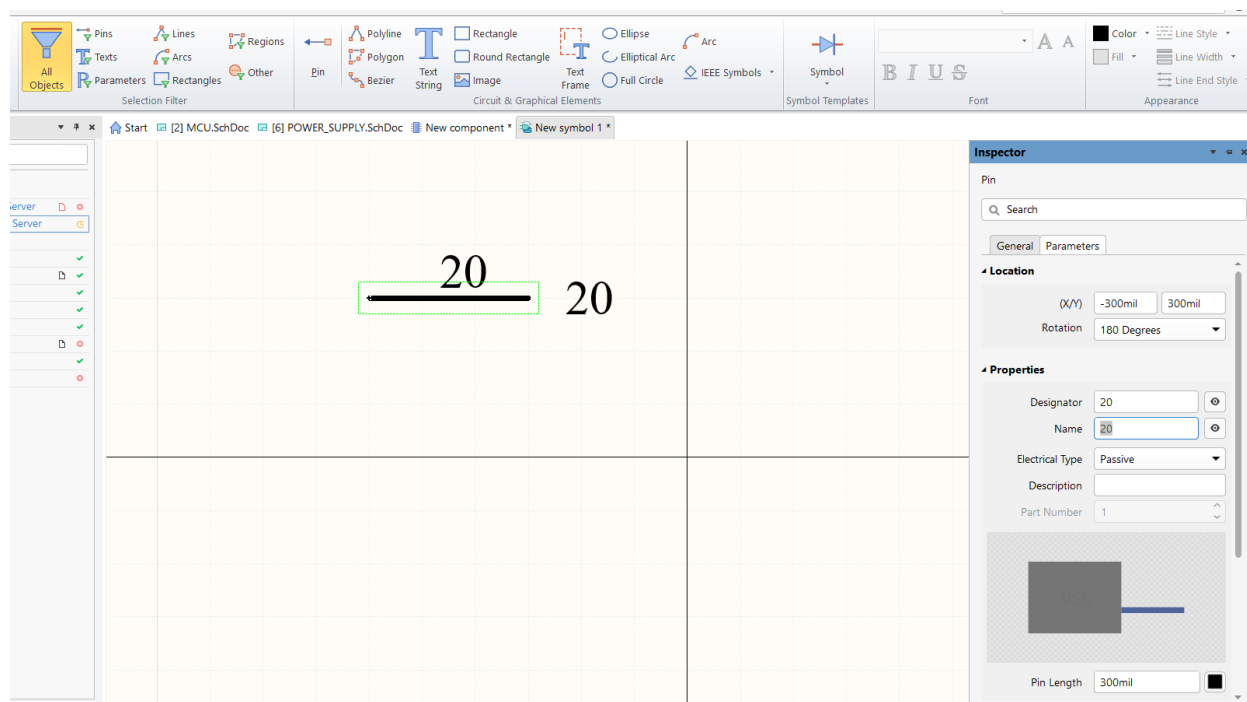 Pins
Lines
Regions
Polyline
Rectangle
Ellipse
Arc
Color
Line Style
Texts
Arcs
Polygon
Round Rectangle
Elliptical Arc
Fill
Line Width
All
Objects
Parameters
Rectangles
Other
Pin
Bezier
Text
String
Image
Text
Frame
Full Circle
IEEE Symbols
Symbol
B I U S
Line End Style
Selection Filter
Circuit & Graphical Elements
Symbol Templates
Font
Appearance
Start
[2] MCU.SchDoc
[6] POWER_SUPPLY.SchDoc
New component *
New symbol 1 *
Server
Server
20
20
Inspector
Pin
Search
General
Parameters
Location
(X/Y) -300mil 300mil
Rotation 180 Degrees
Properties
Designator 20
Name 20
Electrical Type Passive
Description
Part Number 1
Pin Length 300mil